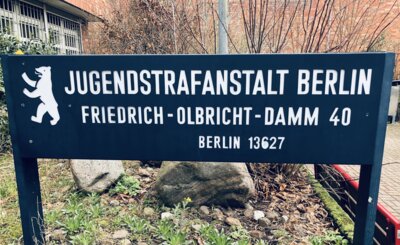 JUGENDSTRAFANSTALT BERLIN
FRIEDRICH-OLBRICHT-DAMM 40
BERLIN 13627